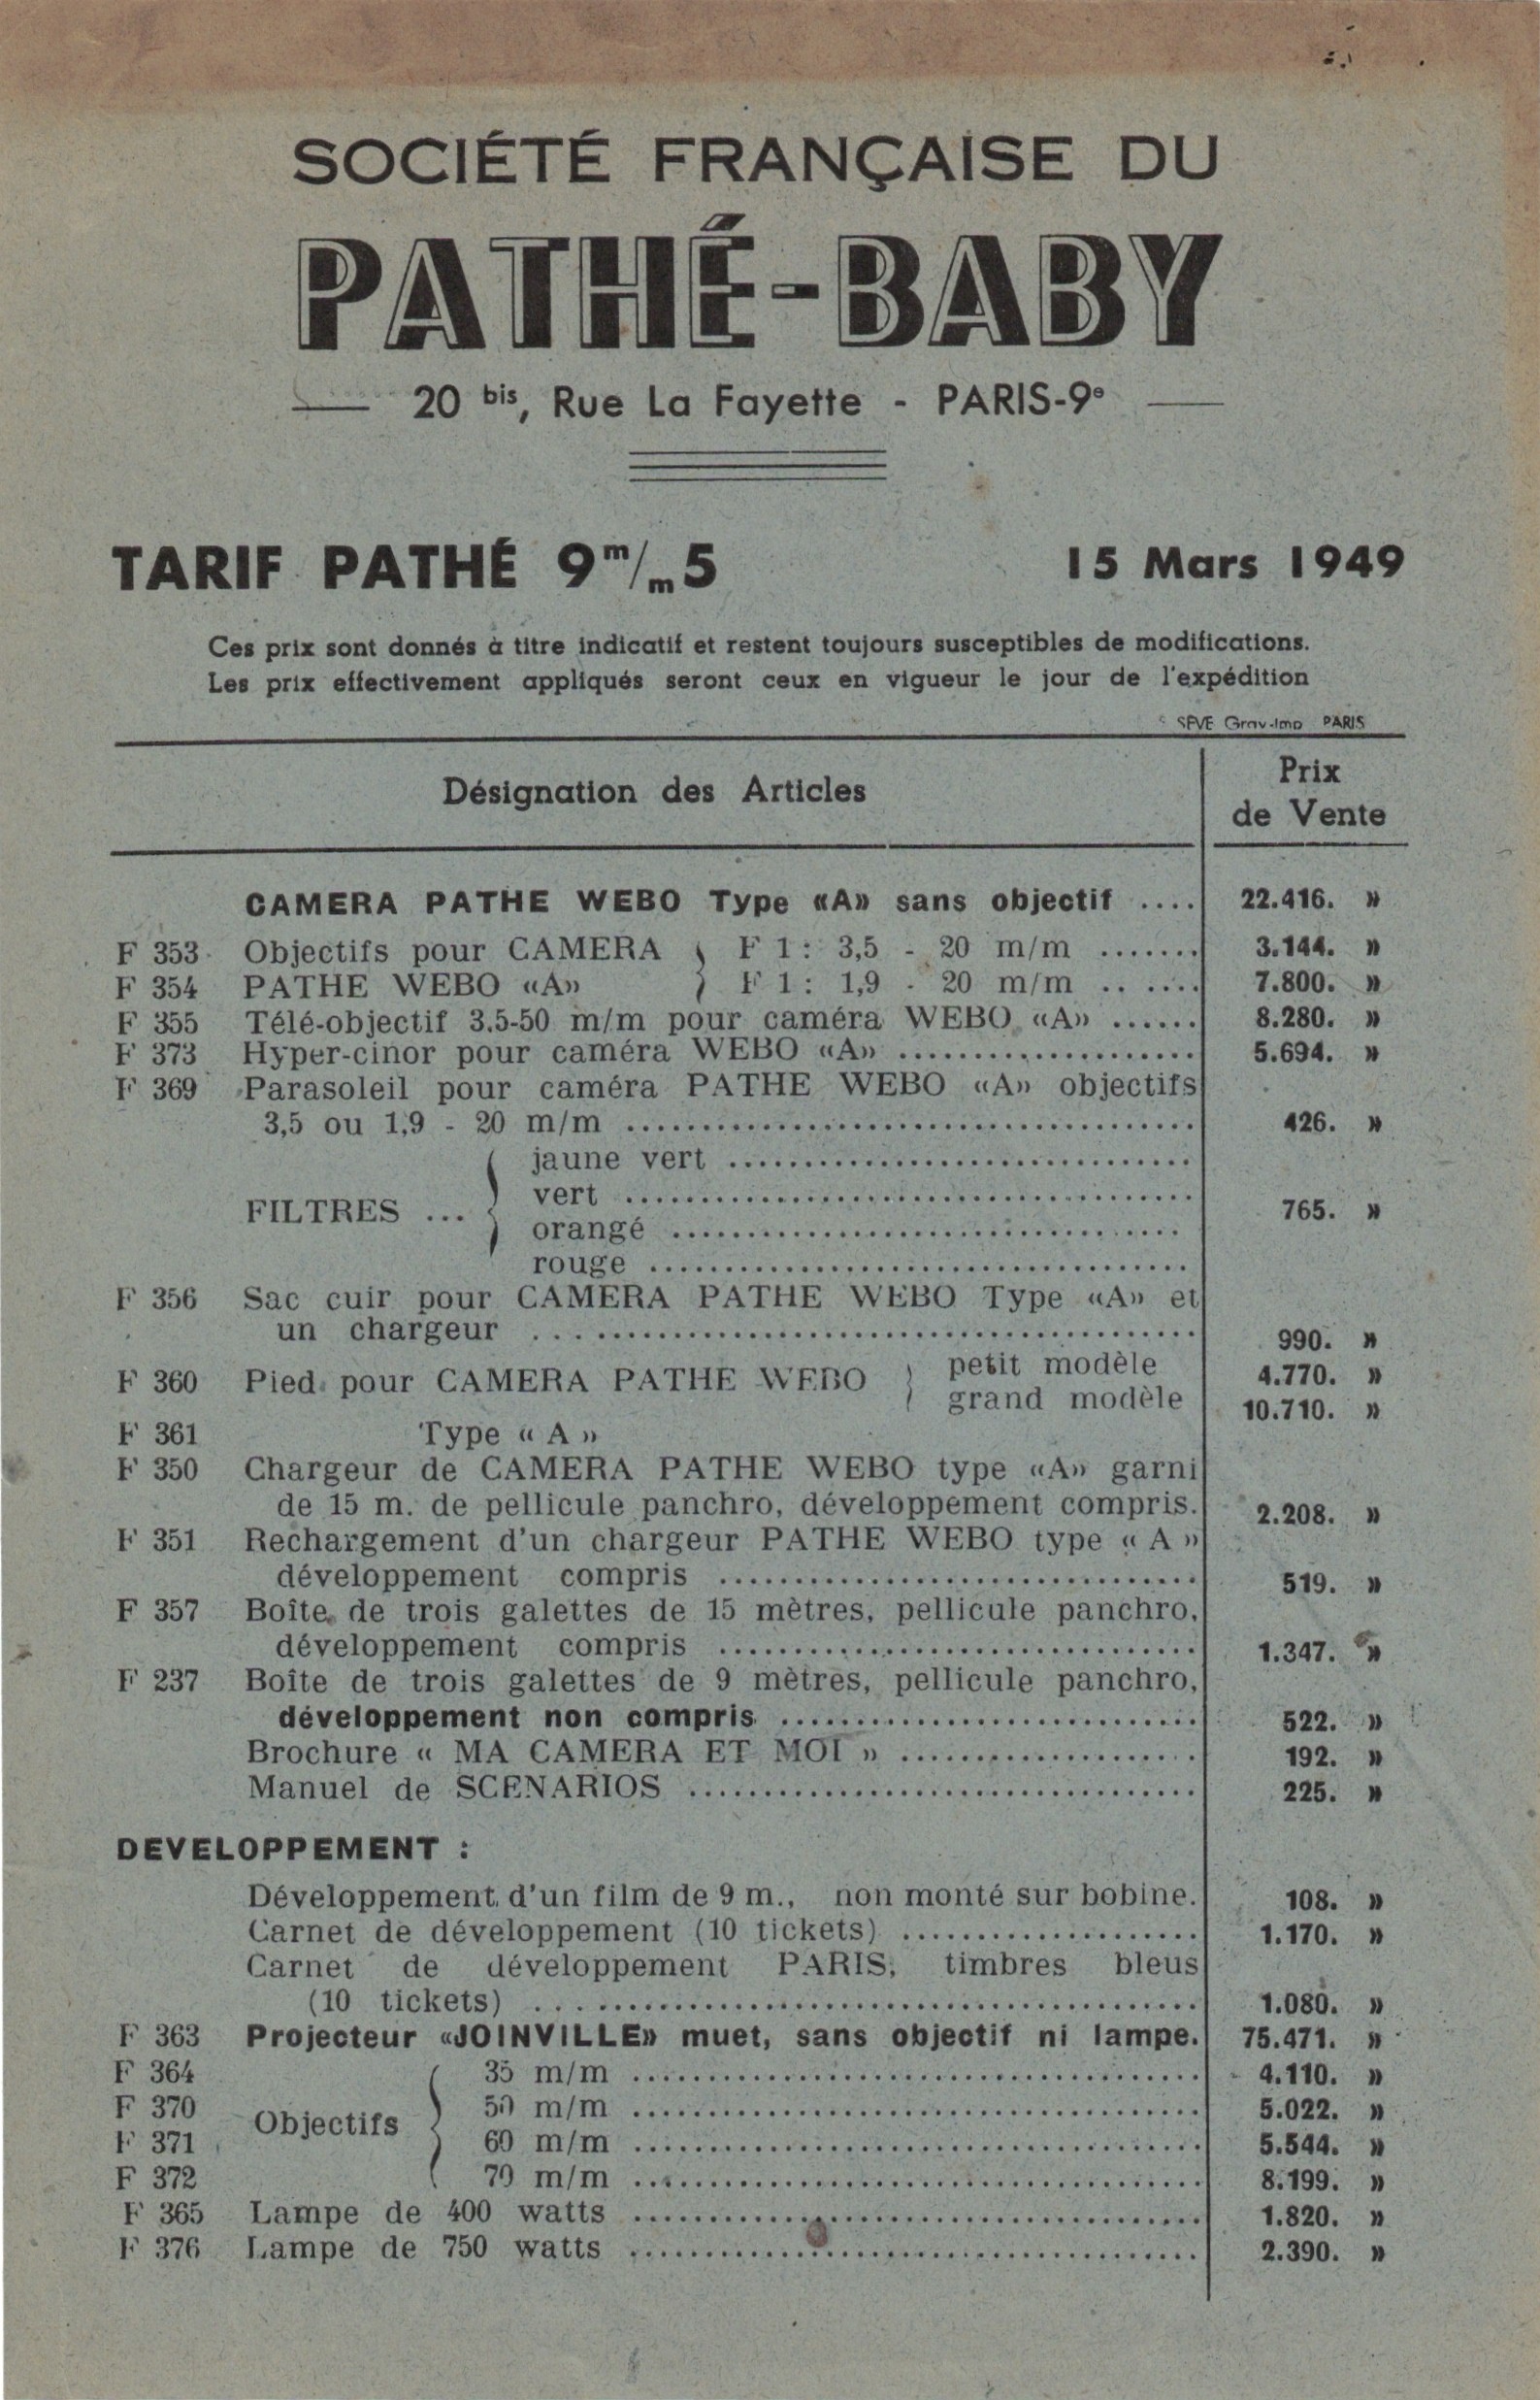 SOCIÉTÉ FRANÇAISE DU
PATHÉ-BABY
20 bis, Rue La Fayette - PARIS-9e
TARIF PATHÉ 9m/m5 15 Mars 1949
Ces prix sont donnés à titre indicatif et restent toujours susceptibles de modifications.
Les prix effectivement appliqués seront ceux en vigueur le jour de l'expédition
SEVE Grav-Imp PARIS
Désignation des Articles Prix de Vente
CAMERA PATHE WEBO Type «A» sans objectif .... 22.416. »
F 353 Objectifs pour CAMERA } F 1 : 3,5 - 20 m/m ....... 3.144. »
F 354 PATHE WEBO «A» } F 1 : 1,9 - 20 m/m ...... 7.800. »
F 355 Télé-objectif 3.5-50 m/m pour caméra WEBO «A» ...... 8.280. »
F 373 Hyper-cinor pour caméra WEBO «A» .................... 5.694. »
F 369 Parasoleil pour caméra PATHE WEBO «A» objectifs
3,5 ou 1,9 - 20 m/m ...................................... 426. »
jaune vert ...............................
vert ......................................
FILTRES ... { 765. »
orangé ..................................
rouge ....................................
F 356 Sac cuir pour CAMERA PATHE WEBO Type «A» et
un chargeur ............................................ 990. »
petit modèle 4.770. »
F 360 Pied pour CAMERA PATHE WEBO }
grand modèle 10.710. »
F 361 Type « A »
F 350 Chargeur de CAMERA PATHE WEBO type «A» garni
de 15 m. de pellicule panchro, développement compris. 2.208. »
F 351 Rechargement d'un chargeur PATHE WEBO type « A »
développement compris ................................ 519. »
F 357 Boîte de trois galettes de 15 mètres, pellicule panchro,
développement compris ................................ 1.347. »
F 237 Boîte de trois galettes de 9 mètres, pellicule panchro,
développement non compris ............................ 522. »
Brochure « MA CAMERA ET MOI » .................... 192. »
Manuel de SCENARIOS .................................. 225. »
DEVELOPPEMENT :
Développement d'un film de 9 m., non monté sur bobine. 108. »
Carnet de développement (10 tickets) .................... 1.170. »
Carnet de développement PARIS, timbres bleus
(10 tickets) ............................................ 1.080. »
F 363 Projecteur «JOINVILLE» muet, sans objectif ni lampe. 75.471. »
F 364 35 m/m ...................................... 4.110. »
F 370 50 m/m ...................................... 5.022. »
Objectifs {
F 371 60 m/m ...................................... 5.544. »
F 372 70 m/m ...................................... 8.199. »
F 365 Lampe de 400 watts ...................................... 1.820. »
F 376 Lampe de 750 watts ...................................... 2.390. »